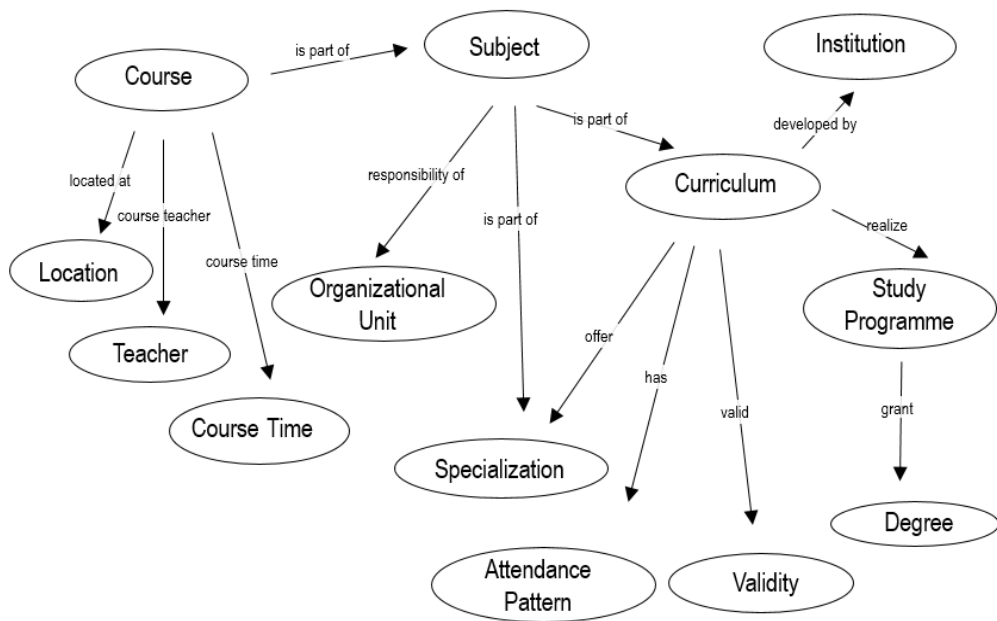 Subject
Institution
is part of
Course
is part of
developed by
located at
responsibility of
Curriculum
course teacher
is part of
realize
course time
Location
Organizational
Unit
Study
Programme
offer
Teacher
has
grant
valid
Course Time
Specialization
Degree
Attendance
Pattern
Validity